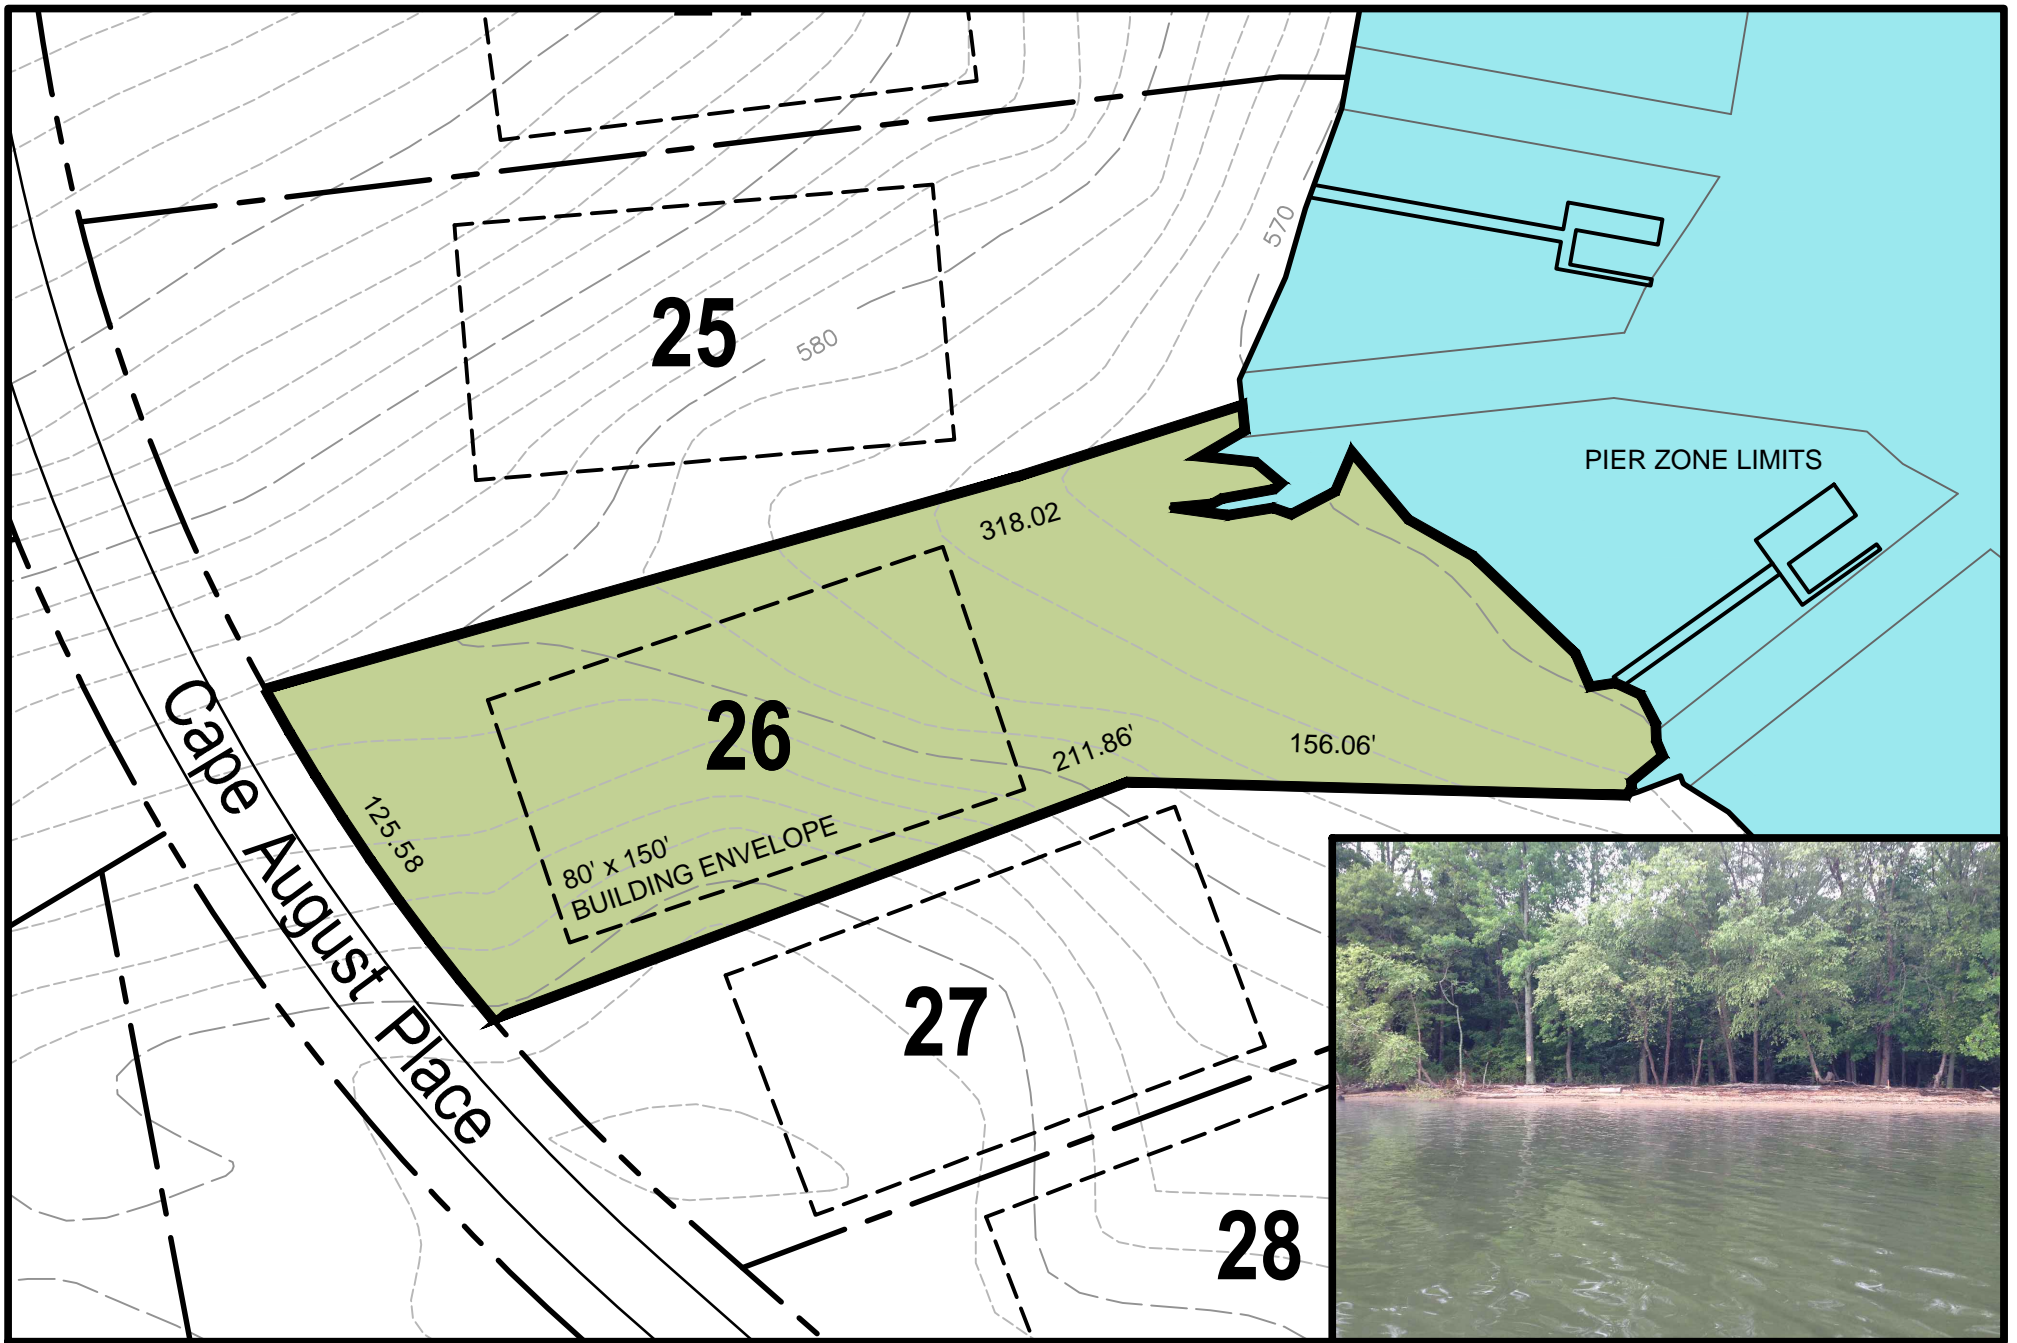 570
25
580
PIER ZONE LIMITS
318.02
26
211.86'
156.06'
125.58
80' x 150'
BUILDING ENVELOPE
Cape August Place
27
28